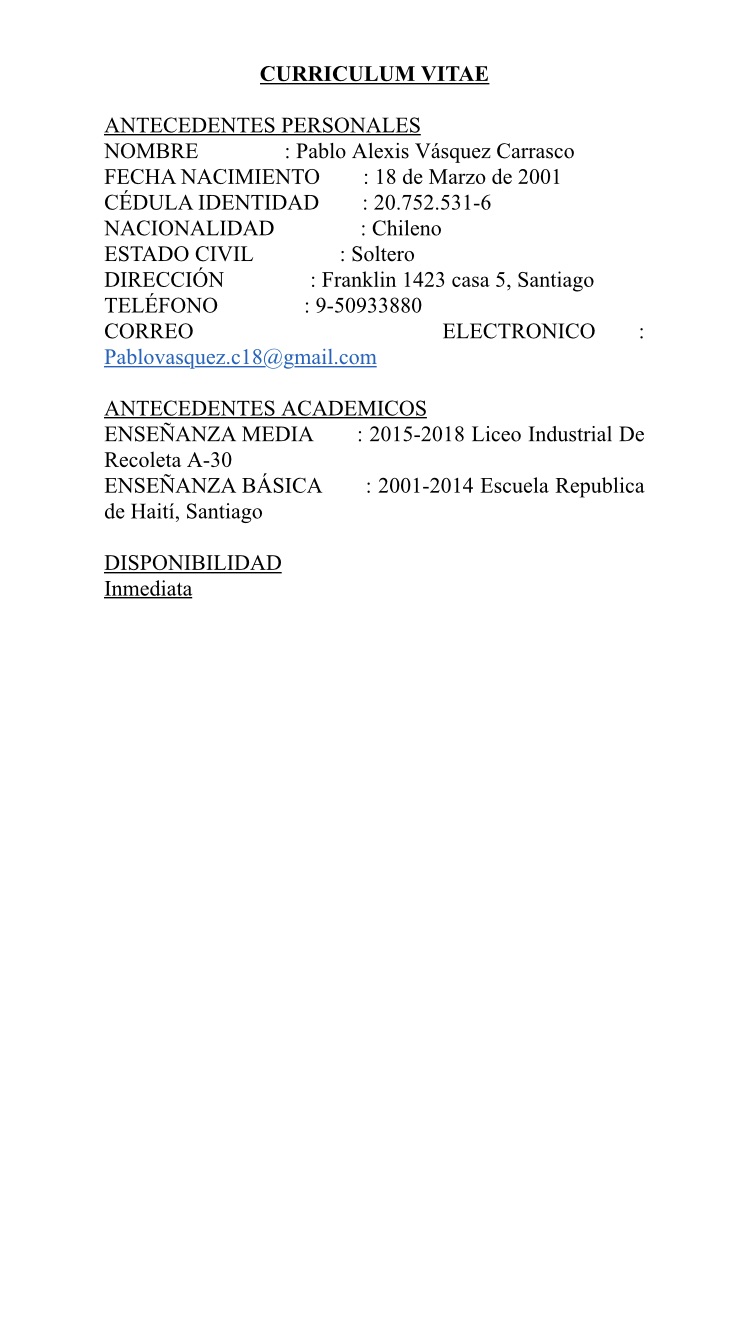 CURRICULUM VITAE
ANTECEDENTES PERSONALES
NOMBRE : Pablo Alexis Vásquez Carrasco
FECHA NACIMIENTO : 18 de Marzo de 2001
CÉDULA IDENTIDAD : 20.752.531-6
NACIONALIDAD : Chileno
ESTADO CIVIL : Soltero
DIRECCIÓN : Franklin 1423 casa 5, Santiago
TELÉFONO : 9-50933880
CORREO ELECTRONICO :
Pablovasquez.c18@gmail.com
ANTECEDENTES ACADEMICOS
ENSEÑANZA MEDIA : 2015-2018 Liceo Industrial De
Recoleta A-30
ENSEÑANZA BÁSICA : 2001-2014 Escuela Republica
de Haití, Santiago
DISPONIBILIDAD
Inmediata